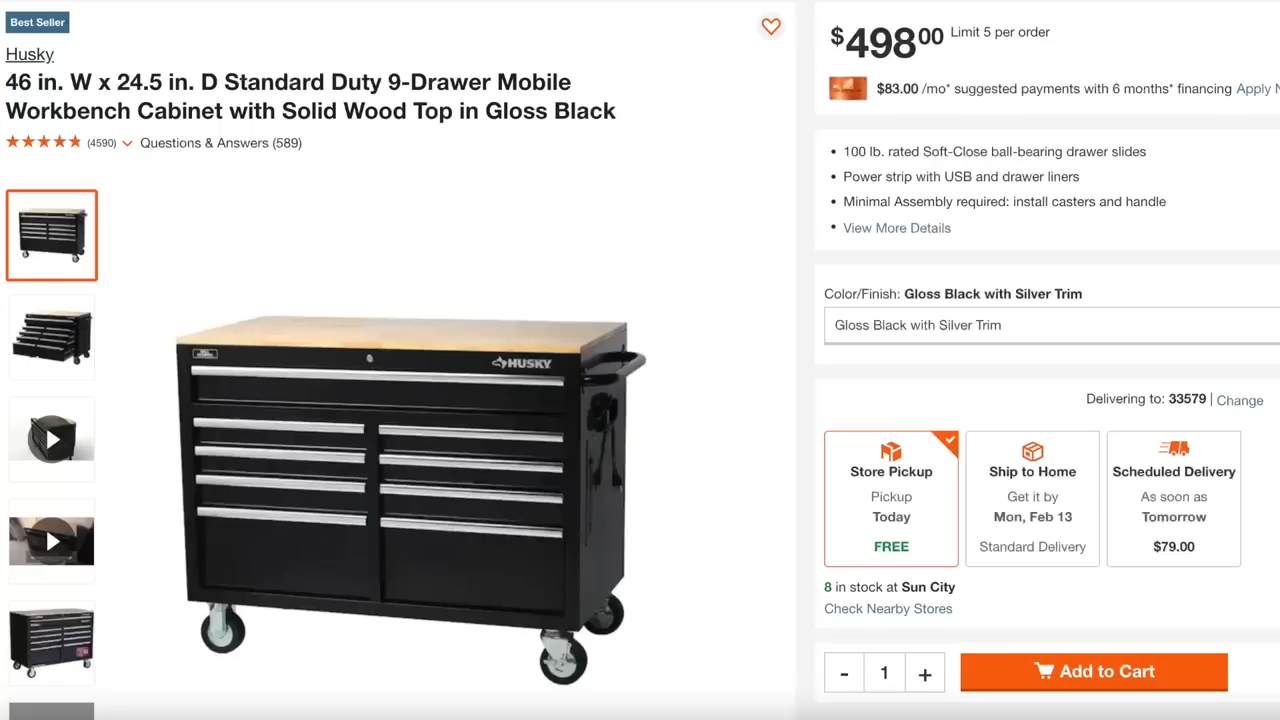 Best Seller
Husky
46 in. W x 24.5 in. D Standard Duty 9-Drawer Mobile
Workbench Cabinet with Solid Wood Top in Gloss Black
(4590) Questions & Answers (589)
HUSKY
$498⁰⁰ Limit 5 per order
$83.00 /mo* suggested payments with 6 months* financing Apply
• 100 lb. rated Soft-Close ball-bearing drawer slides
• Power strip with USB and drawer liners
• Minimal Assembly required: install casters and handle
• View More Details
Color/Finish: Gloss Black with Silver Trim
Gloss Black with Silver Trim
Delivering to: 33579 | Change
Store Pickup
Pickup
Today
FREE
Ship to Home
Get it by
Mon, Feb 13
Standard Delivery
Scheduled Delivery
As soon as
Tomorrow
$79.00
8 in stock at Sun City
Check Nearby Stores
- 1 +
Add to Cart